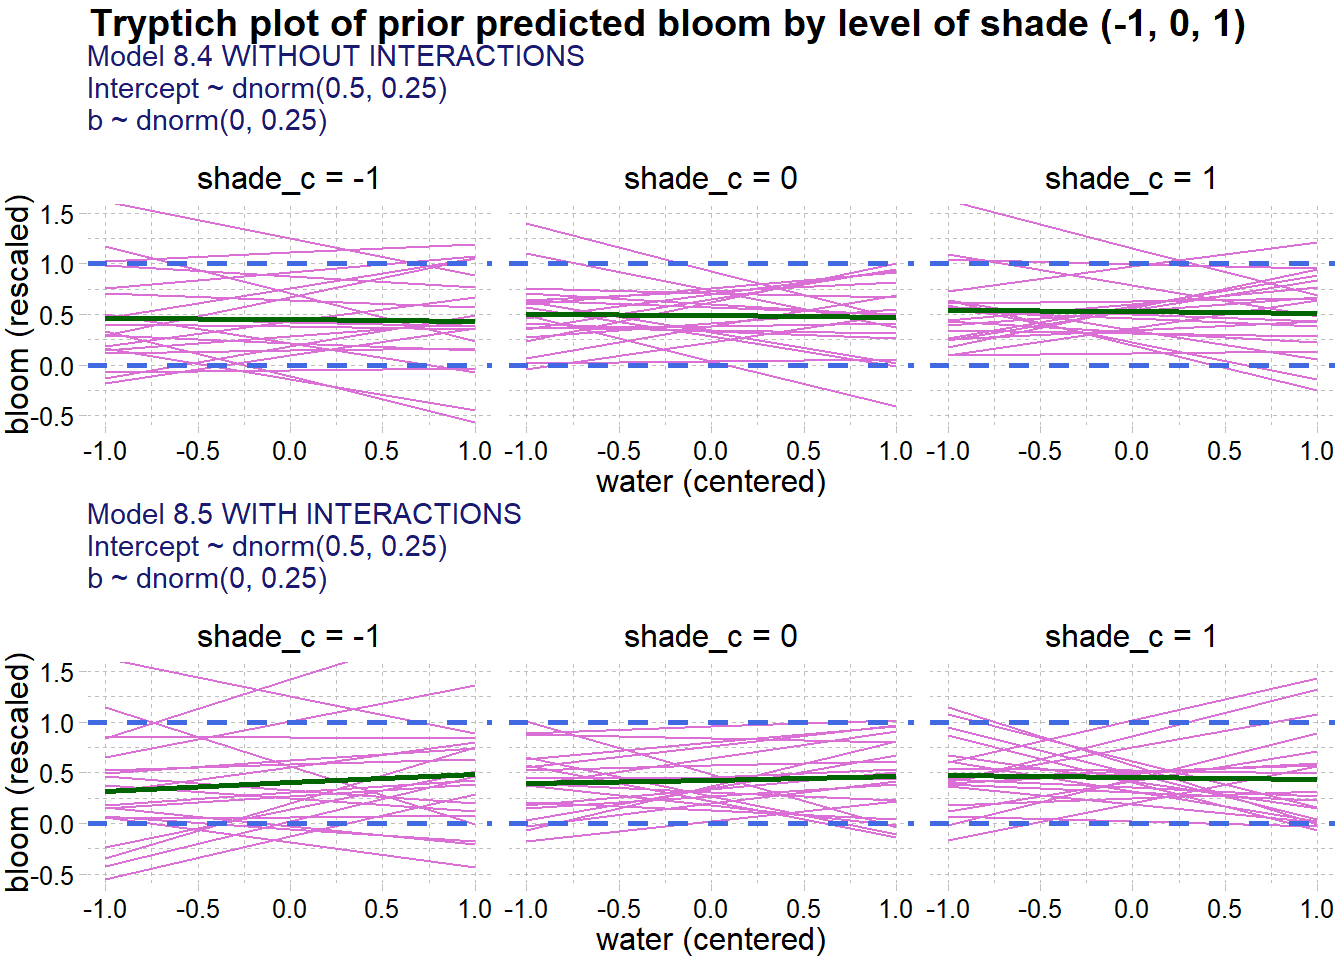 Tryptich plot of prior predicted bloom by level of shade (-1, 0, 1)
Model 8.4 WITHOUT INTERACTIONS
Intercept ~ dnorm(0.5, 0.25)
b ~ dnorm(0, 0.25)
shade_c = -1
shade_c = 0
shade_c = 1
bloom (rescaled)
1.5
1.0
0.5
0.0
-0.5
-1.0 -0.5 0.0 0.5 1.0
-1.0 -0.5 0.0 0.5 1.0
-1.0 -0.5 0.0 0.5 1.0
water (centered)
Model 8.5 WITH INTERACTIONS
Intercept ~ dnorm(0.5, 0.25)
b ~ dnorm(0, 0.25)
shade_c = -1
shade_c = 0
shade_c = 1
bloom (rescaled)
1.5
1.0
0.5
0.0
-0.5
-1.0 -0.5 0.0 0.5 1.0
-1.0 -0.5 0.0 0.5 1.0
-1.0 -0.5 0.0 0.5 1.0
water (centered)